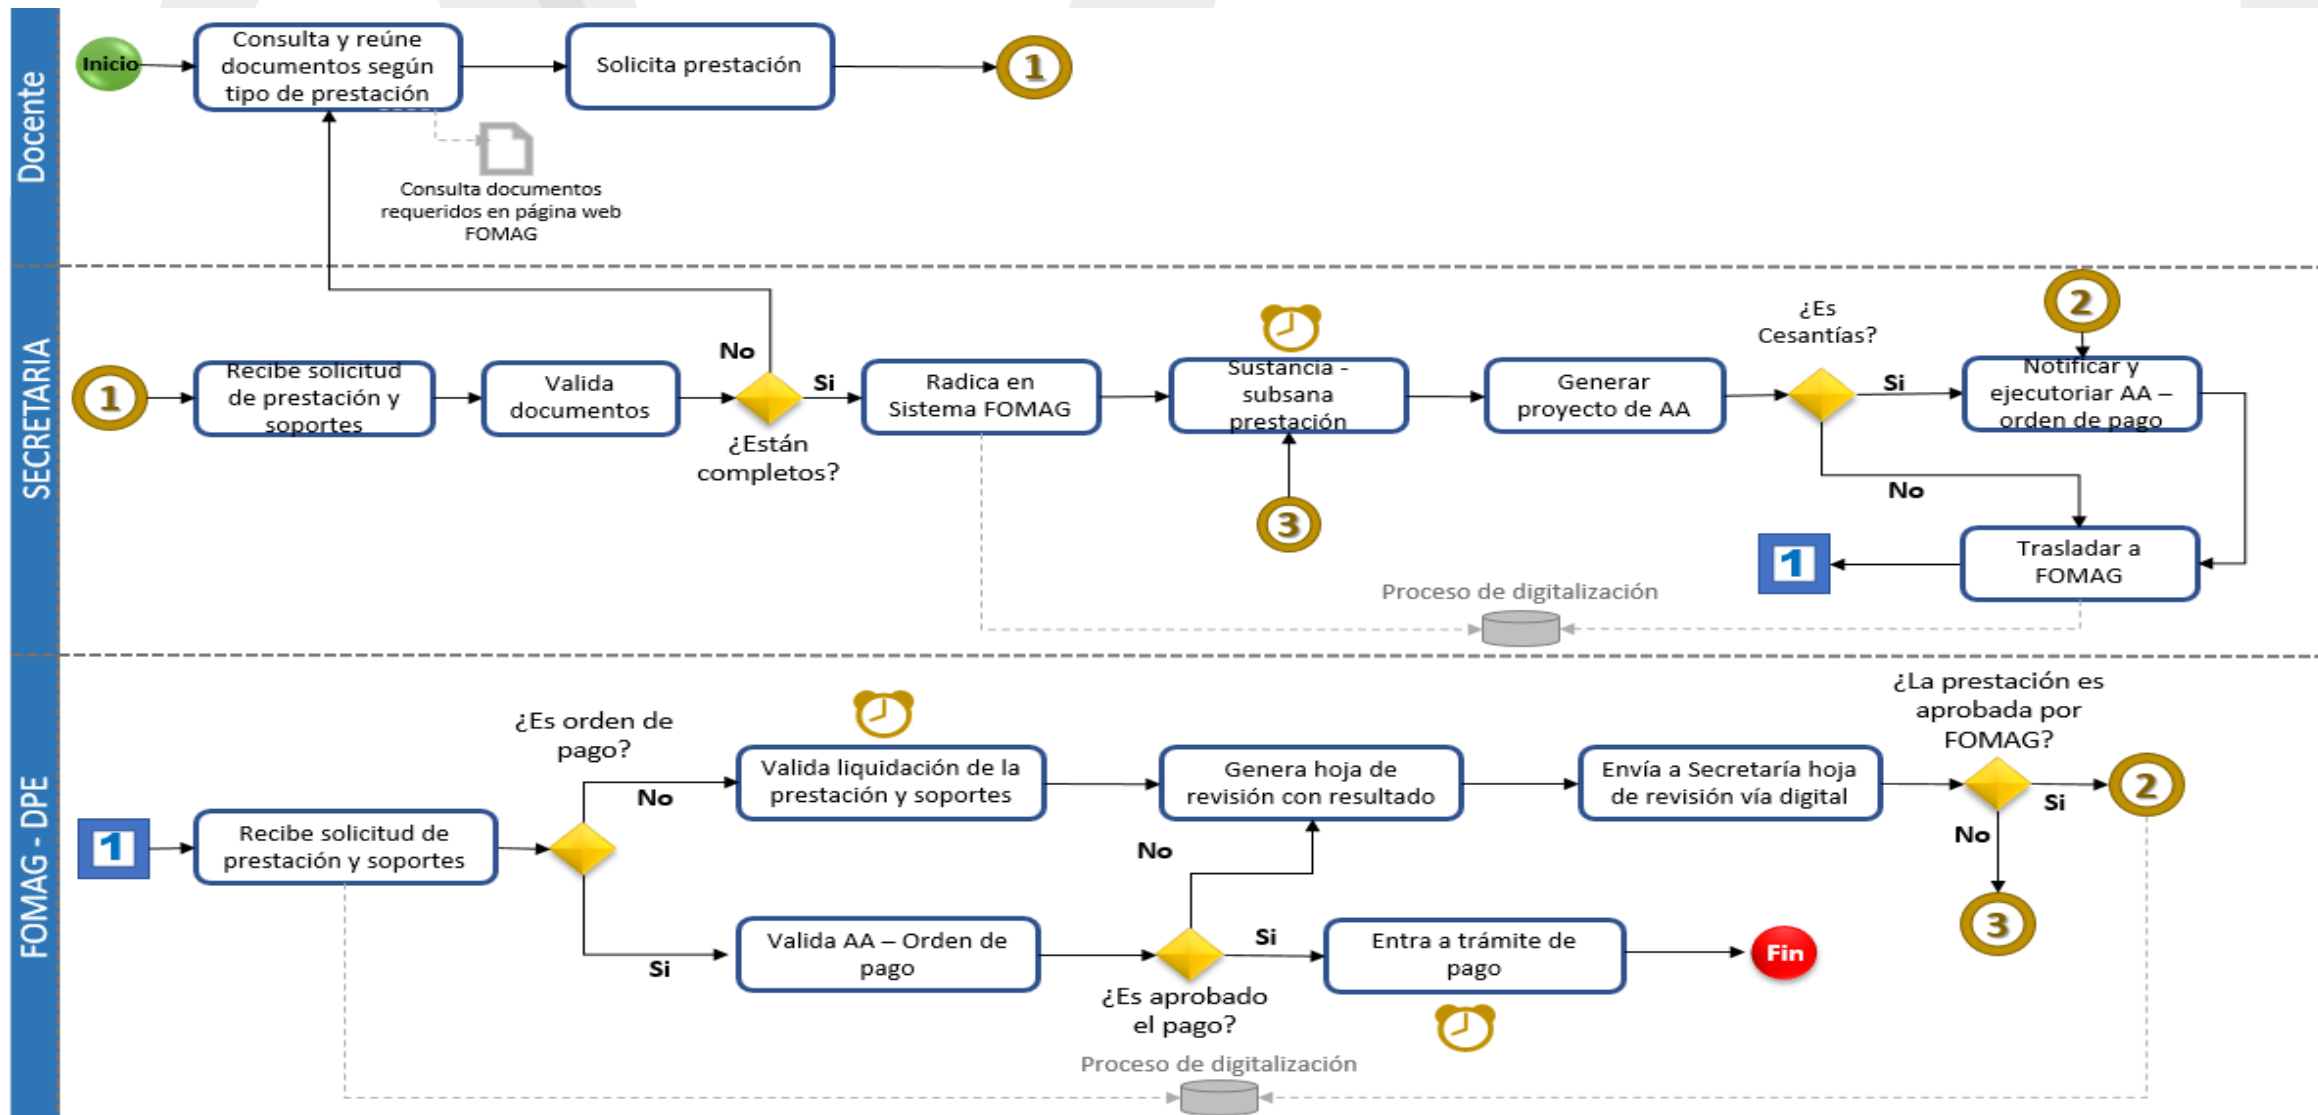 Docente
Inicio
Consulta y reúne
documentos según
tipo de prestación
Solicita prestación
1
Consulta documentos
requeridos en página web
FOMAG
SECRETARIA
1
Recibe solicitud
de prestación y
soportes
Valida
documentos
No
Si
¿Están
completos?
Radica en
Sistema FOMAG
Sustancia -
subsana
prestación
3
Generar
proyecto de AA
¿Es
Cesantías?
Si
No
2
Notificar y
ejecutoriar AA –
orden de pago
Trasladar a
FOMAG
1
Proceso de digitalización
FOMAG - DPE
1
Recibe solicitud de
prestación y soportes
¿Es orden de
pago?
No
Si
Valida liquidación de la
prestación y soportes
Genera hoja de
revisión con resultado
Envía a Secretaría hoja
de revisión vía digital
¿La prestación es
aprobada por
FOMAG?
Si
2
No
3
Valida AA – Orden de
pago
No
Si
¿Es aprobado
el pago?
Entra a trámite de
pago
Fin
Proceso de digitalización